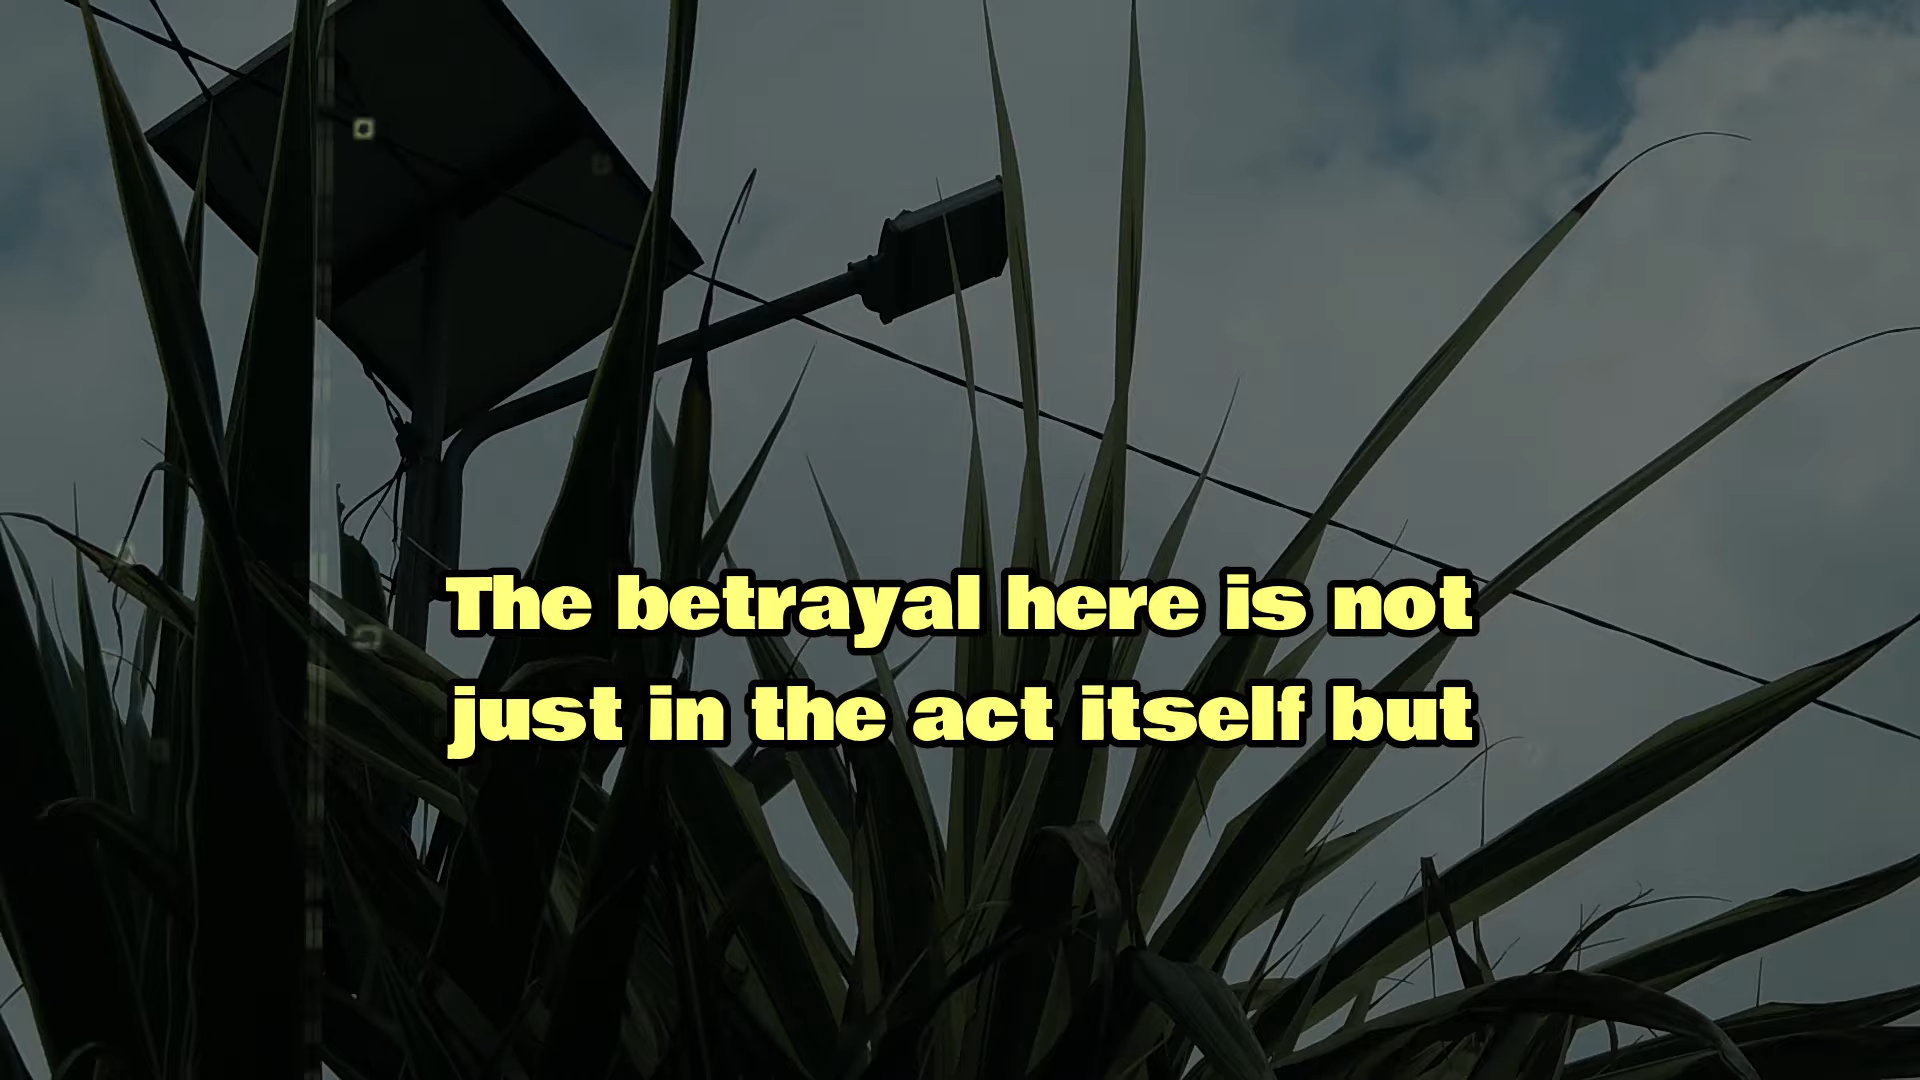 The betrayal here is not
just in the act itself but